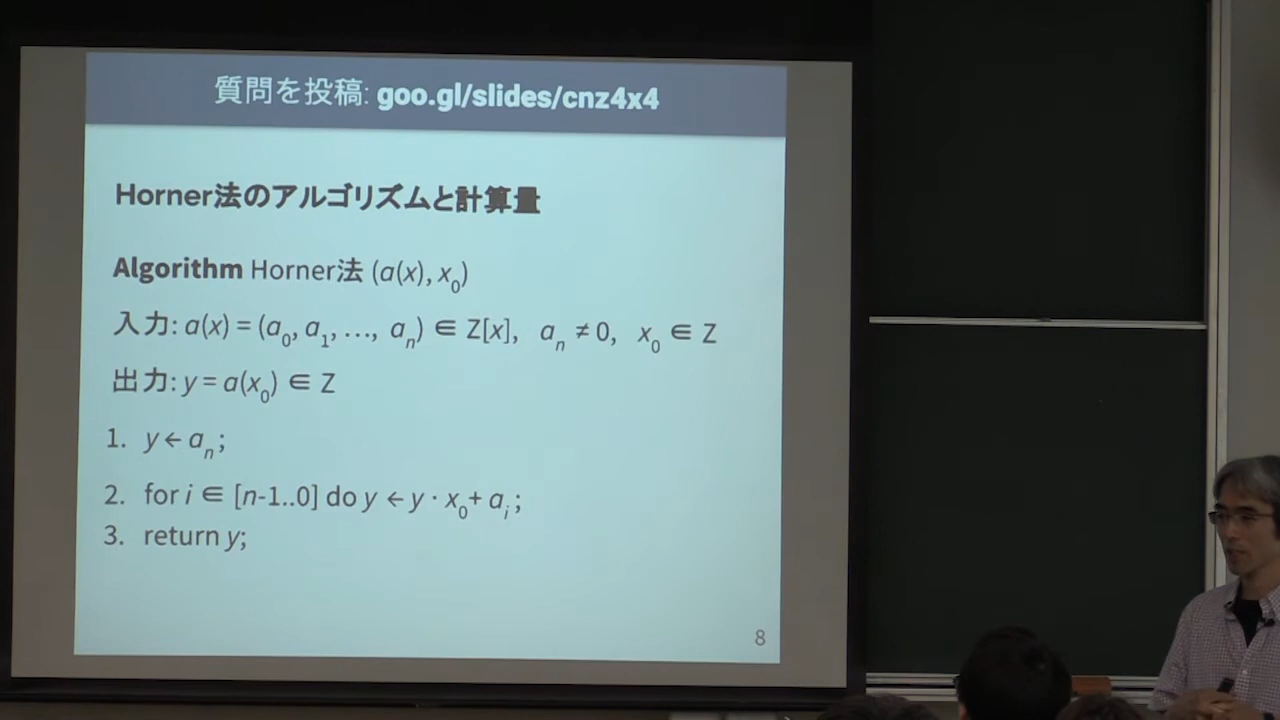 質問を投稿: goo.gl/slides/cnz4x4
Horner法のアルゴリズムと計算量
Algorithm Horner法 (a(x), x₀)
入力: a(x) = (a₀, a₁, …, aₙ) ∈ Z[x], aₙ ≠ 0, x₀ ∈ Z
出力: y = a(x₀) ∈ Z
1. y ← aₙ ;
2. for i ∈ [n-1..0] do y ← y · x₀+ aᵢ ;
3. return y;
8